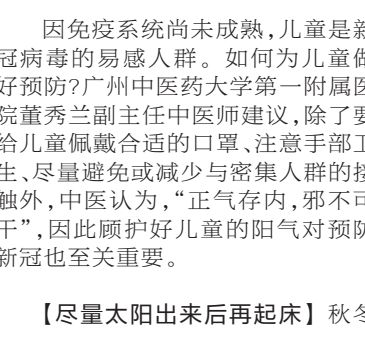 因免疫系统尚未成熟，儿童是新
冠病毒的易感人群。如何为儿童做
好预防?广州中医药大学第一附属医
院董秀兰副主任中医师建议，除了要
给儿童佩戴合适的口罩、注意手部卫
生、尽量避免或减少与密集人群的接
触外，中医认为，“正气存内，邪不可
干”，因此顾护好儿童的阳气对预防
新冠也至关重要。
【尽量太阳出来后再起床】秋冬